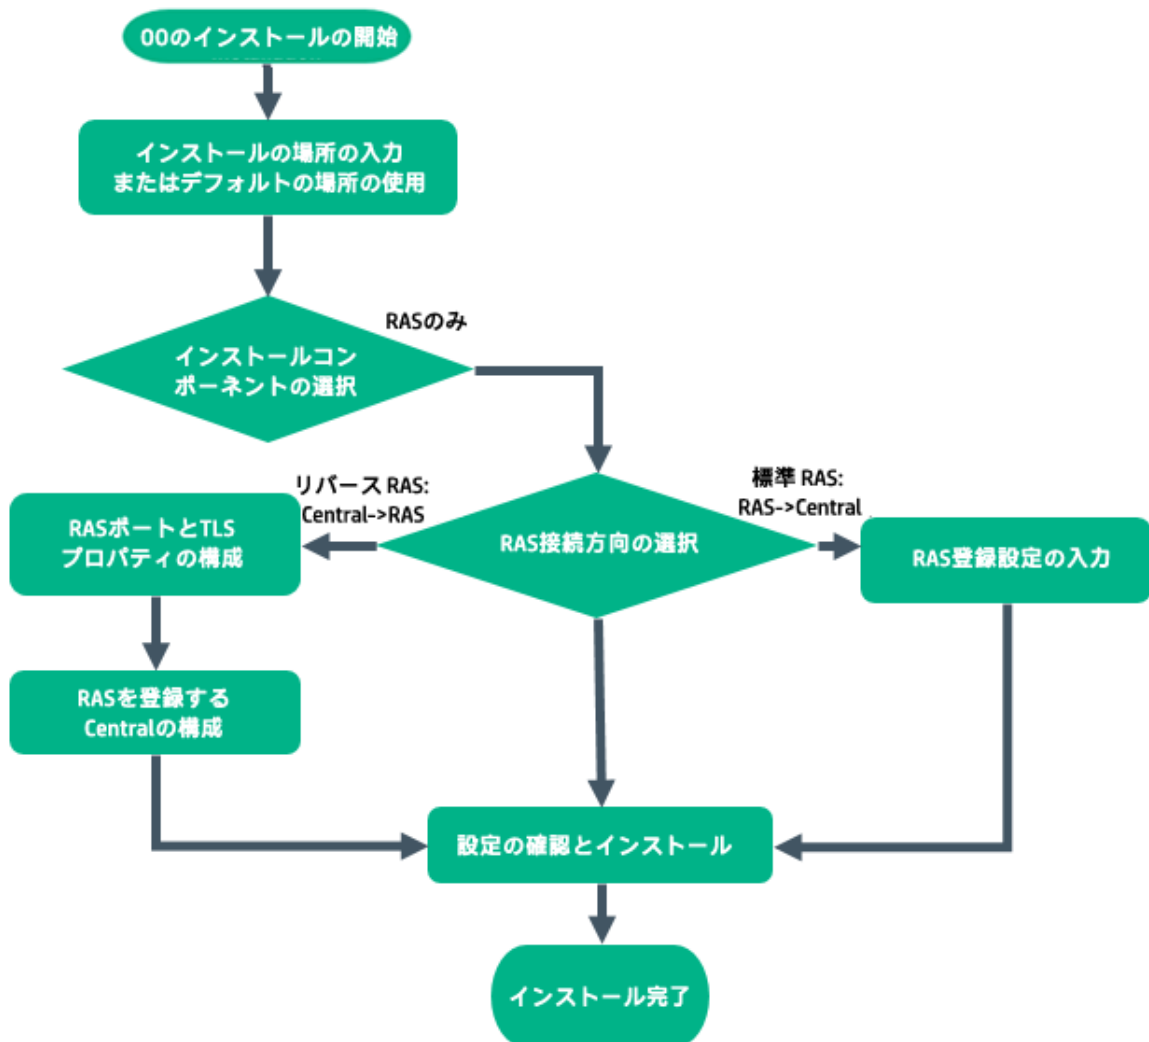 OOのインストールの開始
インストールの場所の入力
またはデフォルトの場所の使用
RASのみ
インストールコン
ポーネントの選択
リバース RAS:
Central->RAS
標準 RAS:
RAS->Central
RASポートとTLS
プロパティの構成
RAS接続方向の選択
RAS登録設定の入力
RASを登録する
Centralの構成
設定の確認とインストール
インストール完了